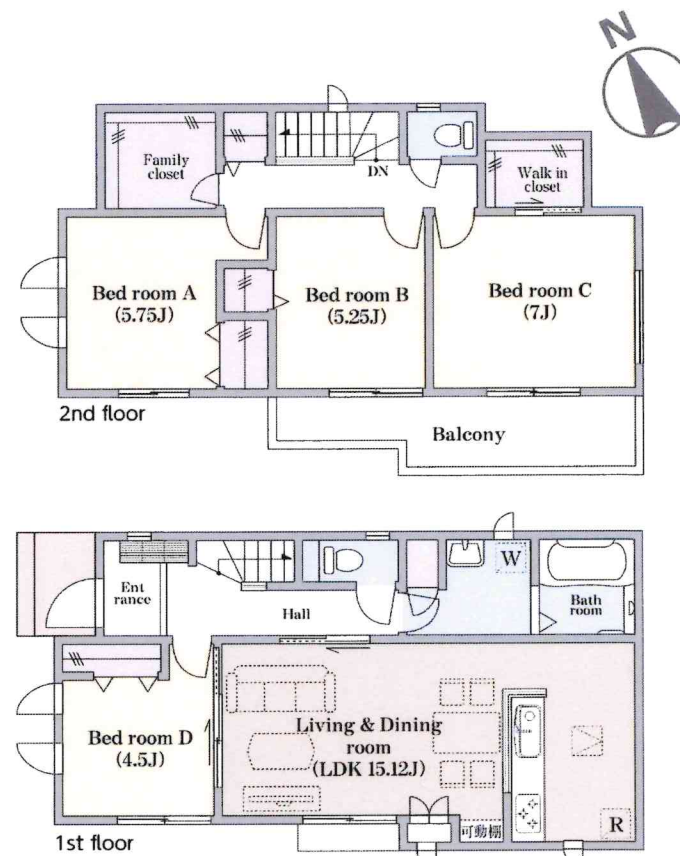 N
Family
closet
DN
Walk in
closet
Bed room A
(5.75J)
Bed room B
(5.25J)
Bed room C
(7J)
2nd floor
Balcony
Ent
rance
Hall
W
Bath
room
Bed room D
(4.5J)
Living & Dining
room
(LDK 15.12J)
可動棚
R
1st floor